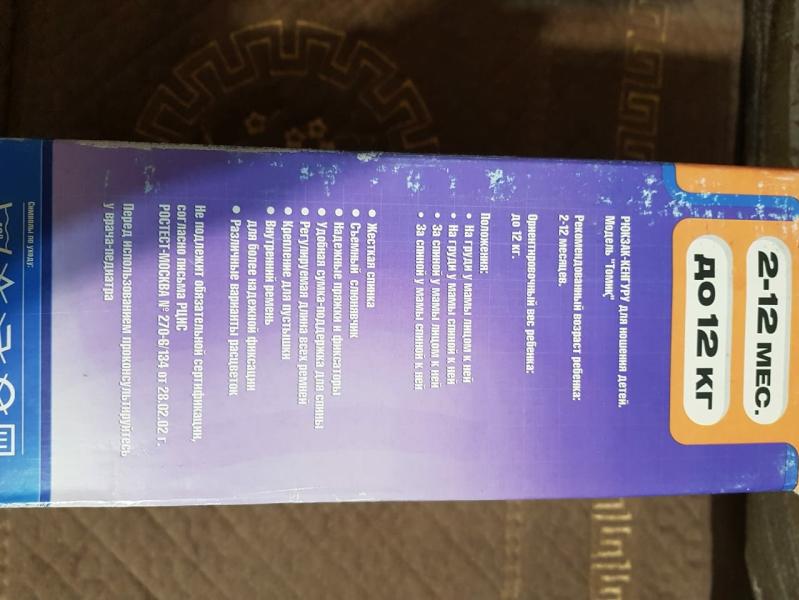 2-12 МЕС.
ДО 12 КГ
РЮКЗАК-КЕНГУРУ для ношения детей.
Модель "Томик"
Рекомендованный возраст ребенка:
2-12 месяцев.
Ориентировочный вес ребенка:
до 12 кг.
Положения:
• На груди у мамы лицом к ней
• На груди у мамы спиной к ней
• За спиной у мамы лицом к ней
• За спиной у мамы спиной к ней
● Жесткая спинка
● Съемный слюнявчик
● Надежные пряжки и фиксаторы
● Удобная сумка-поддержка для спины
● Регулируемая длина всех ремней
● Крепление для пустышки
● Внутренний ремень
для более надежной фиксации
● Различные варианты расцветок
Не подлежит обязательной сертификации,
согласно письма РЦИС
РОСТЕСТ-МОСКВА № 270-6/134 от 28.02.02 г.
Перед использованием проконсультируйтесь
у врача-педиатра
Символы по уходу: